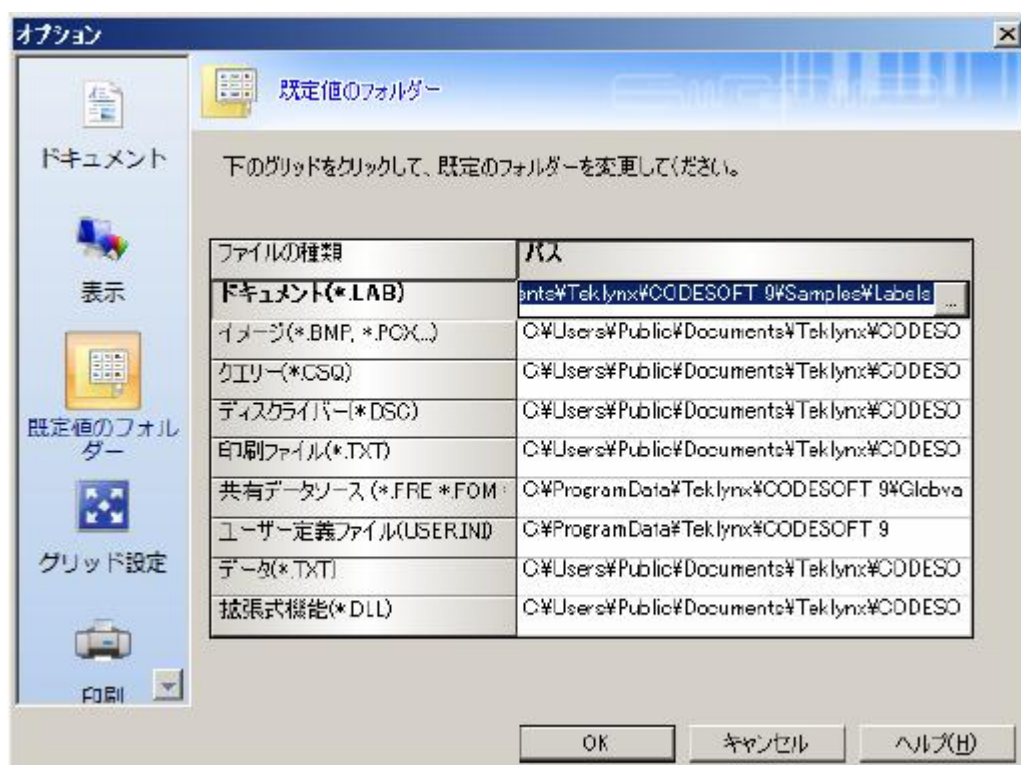 オプション
既定値のフォルダー
ドキュメント
表示
既定値のフォル
ダー
グリッド設定
印刷
下のグリッドをクリックして、既定のフォルダーを変更してください。
ファイルの種類 パス
ドキュメント(*.LAB) ents¥Teklynx¥CODESOFT 9¥Samples¥Labels ...
イメージ(*.BMP, *.PCX,..) C:¥Users¥Public¥Documents¥Teklynx¥CODESO
クエリー(*.CSQ) C:¥Users¥Public¥Documents¥Teklynx¥CODESO
ディスクライバー(*.DSC) C:¥Users¥Public¥Documents¥Teklynx¥CODESO
印刷ファイル(*.TXT) C:¥Users¥Public¥Documents¥Teklynx¥CODESO
共有データソース (*.FRE *.FOM C:¥ProgramData¥Teklynx¥CODESOFT 9¥Globva
ユーザー定義ファイル(USER.INI) C:¥ProgramData¥Teklynx¥CODESOFT 9
データ(*.TXT) C:¥Users¥Public¥Documents¥Teklynx¥CODESO
拡張式機能(*.DLL) C:¥Users¥Public¥Documents¥Teklynx¥CODESO
OK キャンセル ヘルプ(H)